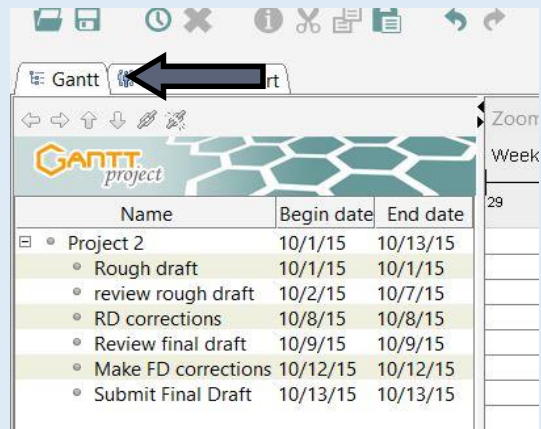 Gantt rt
Zoom
GANTT project
Week
29
Name Begin date End date
Project 2 10/1/15 10/13/15
Rough draft 10/1/15 10/1/15
review rough draft 10/2/15 10/7/15
RD corrections 10/8/15 10/8/15
Review final draft 10/9/15 10/9/15
Make FD corrections 10/12/15 10/12/15
Submit Final Draft 10/13/15 10/13/15